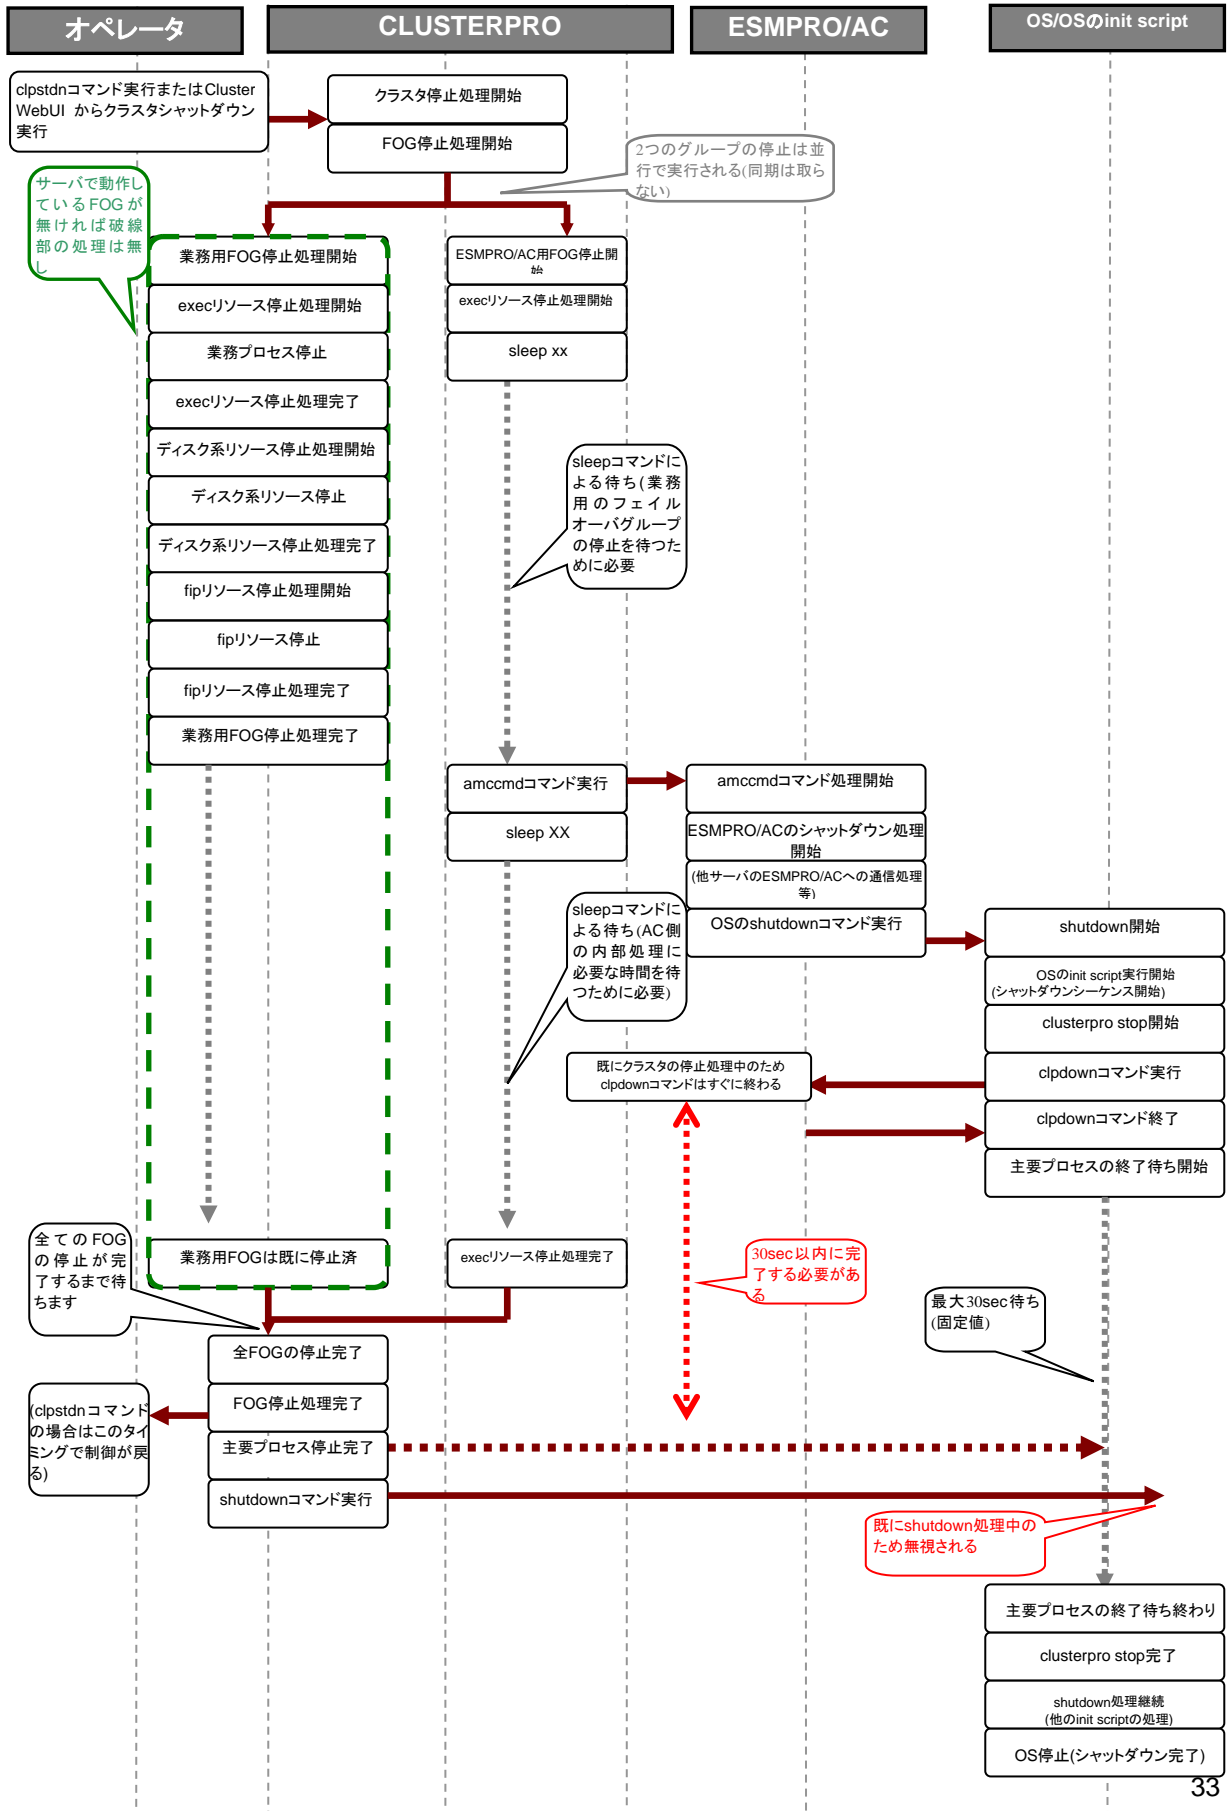 オペレータ
CLUSTERPRO
ESMPRO/AC
OS/OSのinit script
clpstdnコマンド実行またはCluster
WebUI からクラスタシャットダウン
実行
クラスタ停止処理開始
FOG停止処理開始
2つのグループの停止は並
行で実行される(同期は取ら
ない)
サーバで動作し
ているFOG が
無ければ破線
部の処理は無
し
業務用FOG停止処理開始
execリソース停止処理開始
業務プロセス停止
execリソース停止処理完了
ディスク系リソース停止処理開始
ディスク系リソース停止
ディスク系リソース停止処理完了
fipリソース停止処理開始
fipリソース停止
fipリソース停止処理完了
業務用FOG停止処理完了
ESMPRO/AC用FOG停止開
始
execリソース停止処理開始
sleep xx
sleepコマンドに
よる待ち(業務
用のフェイル
オーバグループ
の停止を待つた
めに必要
amccmdコマンド実行
sleep XX
amccmdコマンド処理開始
ESMPRO/ACのシャットダウン処理
開始
(他サーバのESMPRO/ACへの通信処理
等)
OSのshutdownコマンド実行
sleepコマンドに
よる待ち(AC側
の内部処理に
必要な時間を待
つために必要)
shutdown開始
OSのinit script実行開始
(シャットダウンシーケンス開始)
clusterpro stop開始
clpdownコマンド実行
clpdownコマンド終了
主要プロセスの終了待ち開始
既にクラスタの停止処理中のため
clpdownコマンドはすぐに終わる
全てのFOG
の停止が完
了するまで待
ちます
業務用FOGは既に停止済
execリソース停止処理完了
30sec以内に完
了する必要があ
る
最大30sec待ち
(固定値)
全FOGの停止完了
FOG停止処理完了
主要プロセス停止完了
shutdownコマンド実行
(clpstdnコマンド
の場合はこのタイ
ミングで制御が戻
る)
既にshutdown処理中の
ため無視される
主要プロセスの終了待ち終わり
clusterpro stop完了
shutdown処理継続
(他のinit scriptの処理)
OS停止(シャットダウン完了)
33